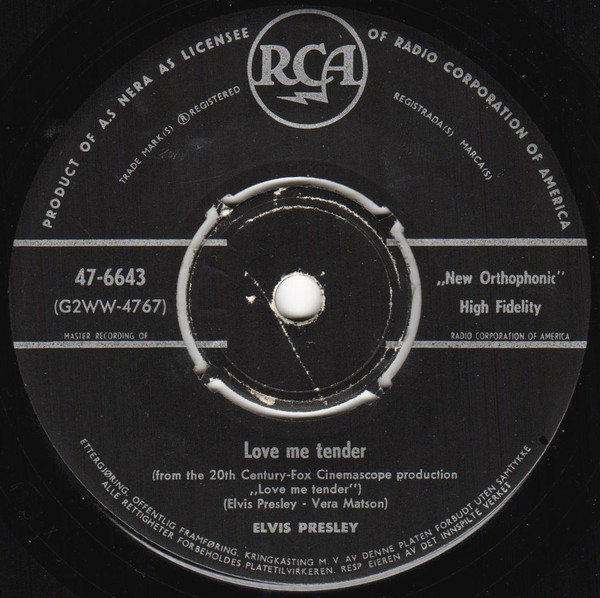 PRODUCT OF A.S NERA AS LICENSEE OF RADIO CORPORATION OF AMERICA
RCA
TRADE MARK(S) ® REGISTERED
REGISTRADA(S) MARCA(S)
47-6643
(G2WW-4767)
MASTER RECORDING OF
„New Orthophonic"
High Fidelity
RADIO CORPORATION OF AMERICA
Love me tender
(from the 20th Century-Fox Cinemascope production
„Love me tender")
(Elvis Presley - Vera Matson)
ELVIS PRESLEY
ETTERGJØRING, OFFENTLIG FRAMFØRING, KRINGKASTING M. V. AV DENNE PLATEN FORBUDT UTEN SAMTYKKE
ALLE RETTIGHETER FORBEHOLDES PLATETILVIRKEREN. RESP EIEREN AV DET INNSPILTE VERKET